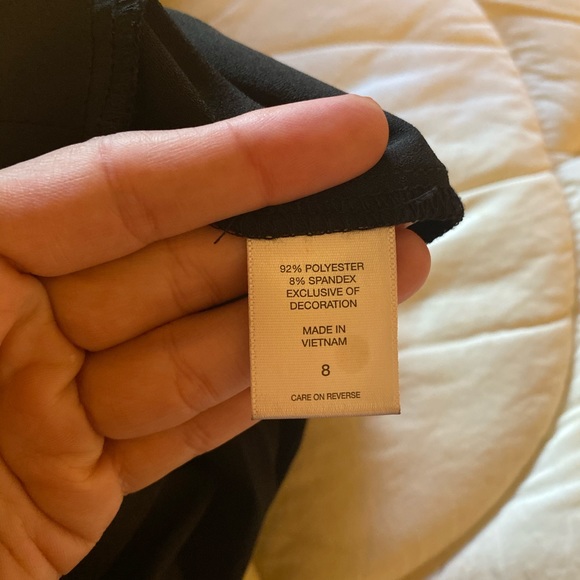 92% POLYESTER
8% SPANDEX
EXCLUSIVE OF
DECORATION
MADE IN
VIETNAM
8
CARE ON REVERSE